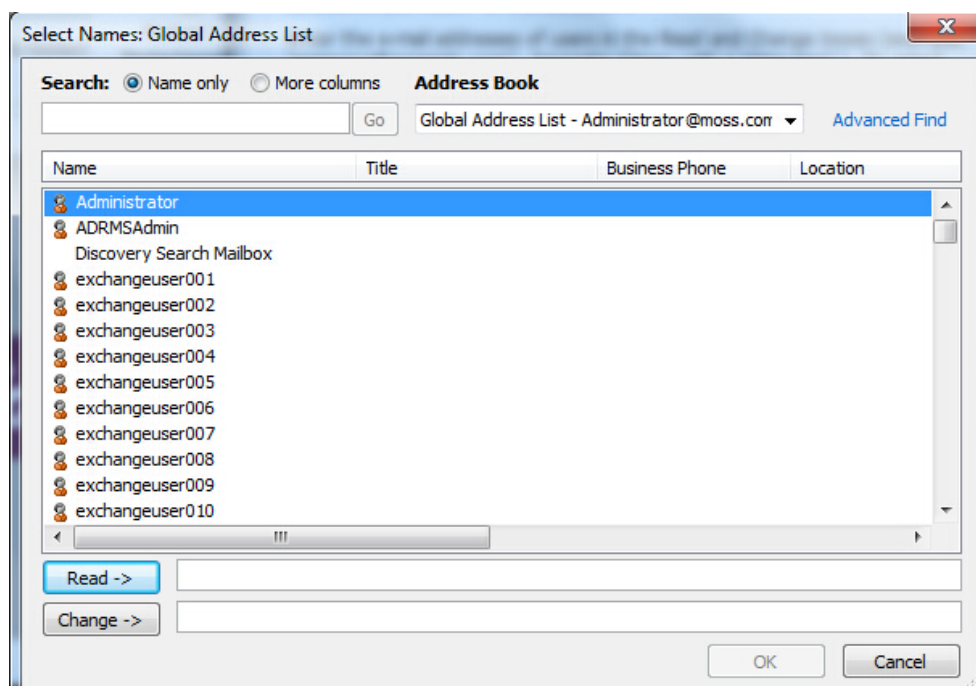 Select Names: Global Address List
Search: Name only More columns Address Book
Go Global Address List - Administrator@moss.com Advanced Find
Name Title Business Phone Location
Administrator
ADRMSAdmin
Discovery Search Mailbox
exchangeuser001
exchangeuser002
exchangeuser003
exchangeuser004
exchangeuser005
exchangeuser006
exchangeuser007
exchangeuser008
exchangeuser009
exchangeuser010
Read ->
Change ->
OK Cancel